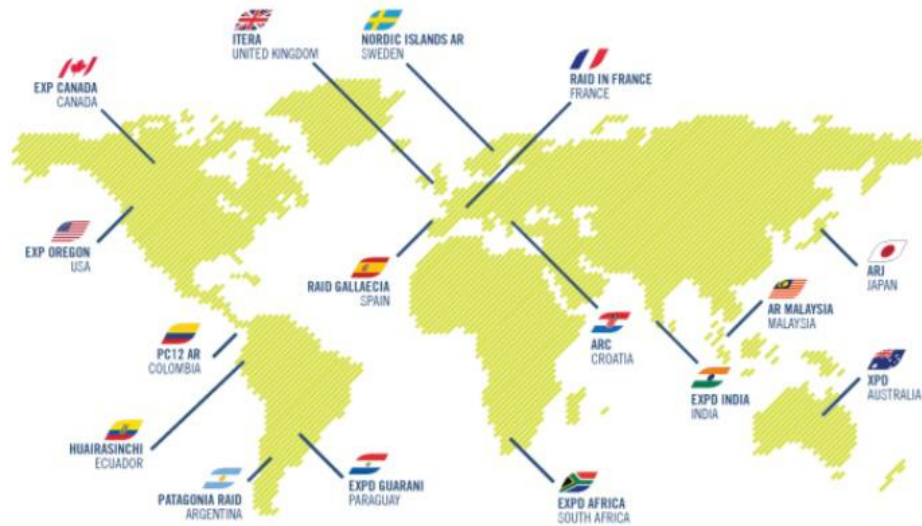 ITERA
UNITED KINGDOM
NORDIC ISLANDS AR
SWEDEN
RAID IN FRANCE
FRANCE
EXP CANADA
CANADA
EXP OREGON
USA
RAID GALLAECIA
SPAIN
ARJ
JAPAN
AR MALAYSIA
MALAYSIA
PC12 AR
COLOMBIA
ARC
CROATIA
EXPD INDIA
INDIA
XPD
AUSTRALIA
HUAIRASINCHI
ECUADOR
PATAGONIA RAID
ARGENTINA
EXPD GUARANI
PARAGUAY
EXPD AFRICA
SOUTH AFRICA